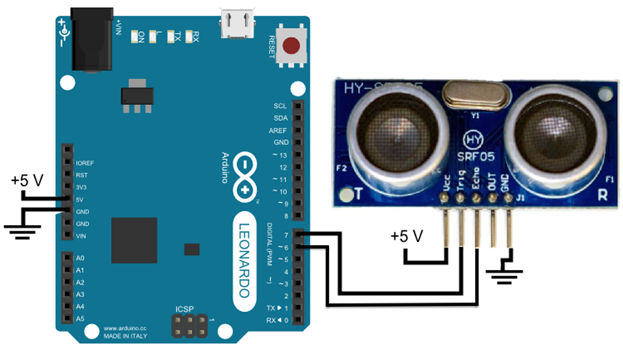 +VIN
ON
L
TX
RX
RESET
SCL
SDA
AREF
GND
~ 13
12
~ 11
~ 10
~ 9
8
IOREF
RST
3V3
5V
GND
GND
VIN
+5 V
Arduino
LEONARDO
DIGITAL (PVM ~)
7
~ 6
~ 5
4
~ 3
2
TX 1
RX 0
A0
A1
A2
A3
A4
A5
ICSP
1
www.arduino.cc
MADE IN ITALY
Y1
HY
SRF05
F2
F1
T
R
Vcc
Trig
Echo
OUT
GND
J1
+5 V